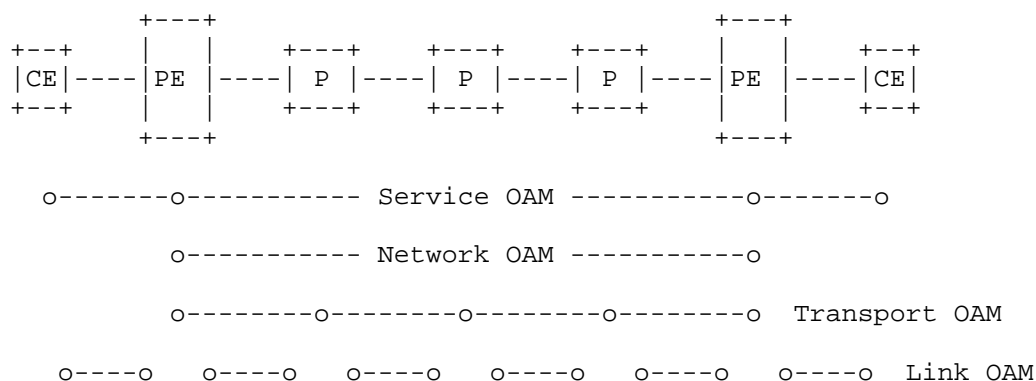 +---+                                   +---+
+---+        |   |    +---+     +---+     +---+      |   |     +---+
|CE|----|PE |----| P |----| P |----| P |----|PE |----|CE|
+---+        |   |    +---+     +---+     +---+      |   |     +---+
             +---+                                   +---+
o-------o----------- Service OAM -----------o-------o
o----------- Network OAM -----------o
o--------o--------o--------o--------o Transport OAM
o----o o----o o----o o----o o----o o----o Link OAM